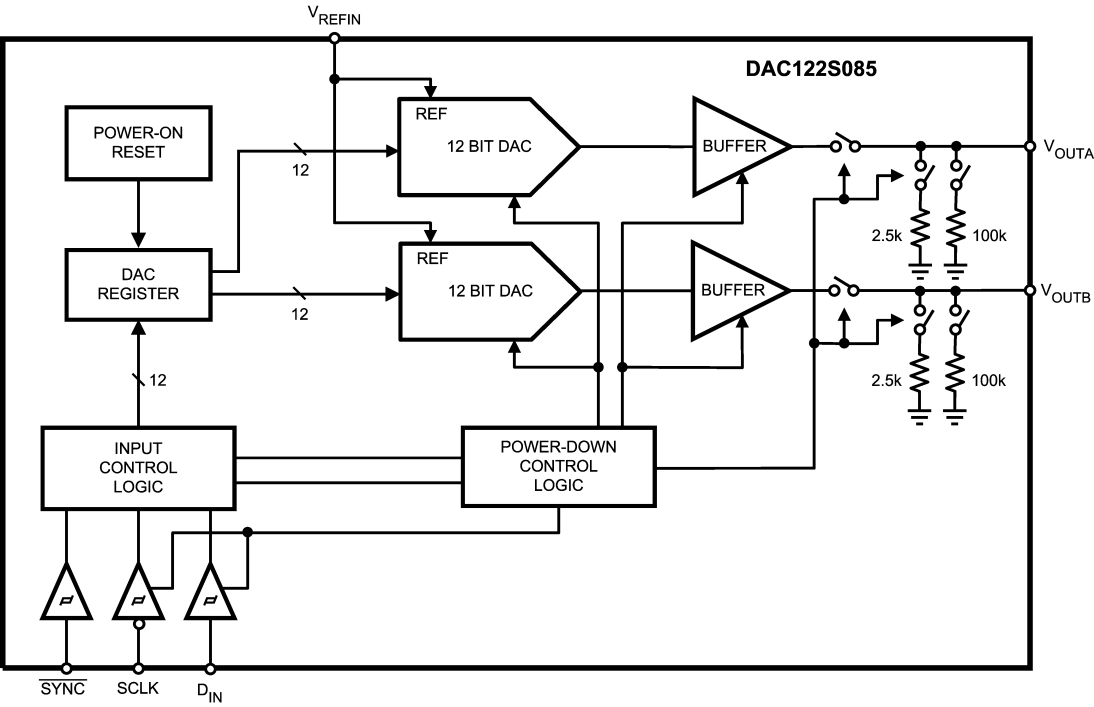 VREFIN
DAC122S085
POWER-ON
RESET
REF
12 BIT DAC
BUFFER
VOUTA
12
2.5k
100k
DAC
REGISTER
REF
12 BIT DAC
BUFFER
VOUTB
12
12
2.5k
100k
INPUT
CONTROL
LOGIC
POWER-DOWN
CONTROL
LOGIC
SYNC
SCLK
DIN